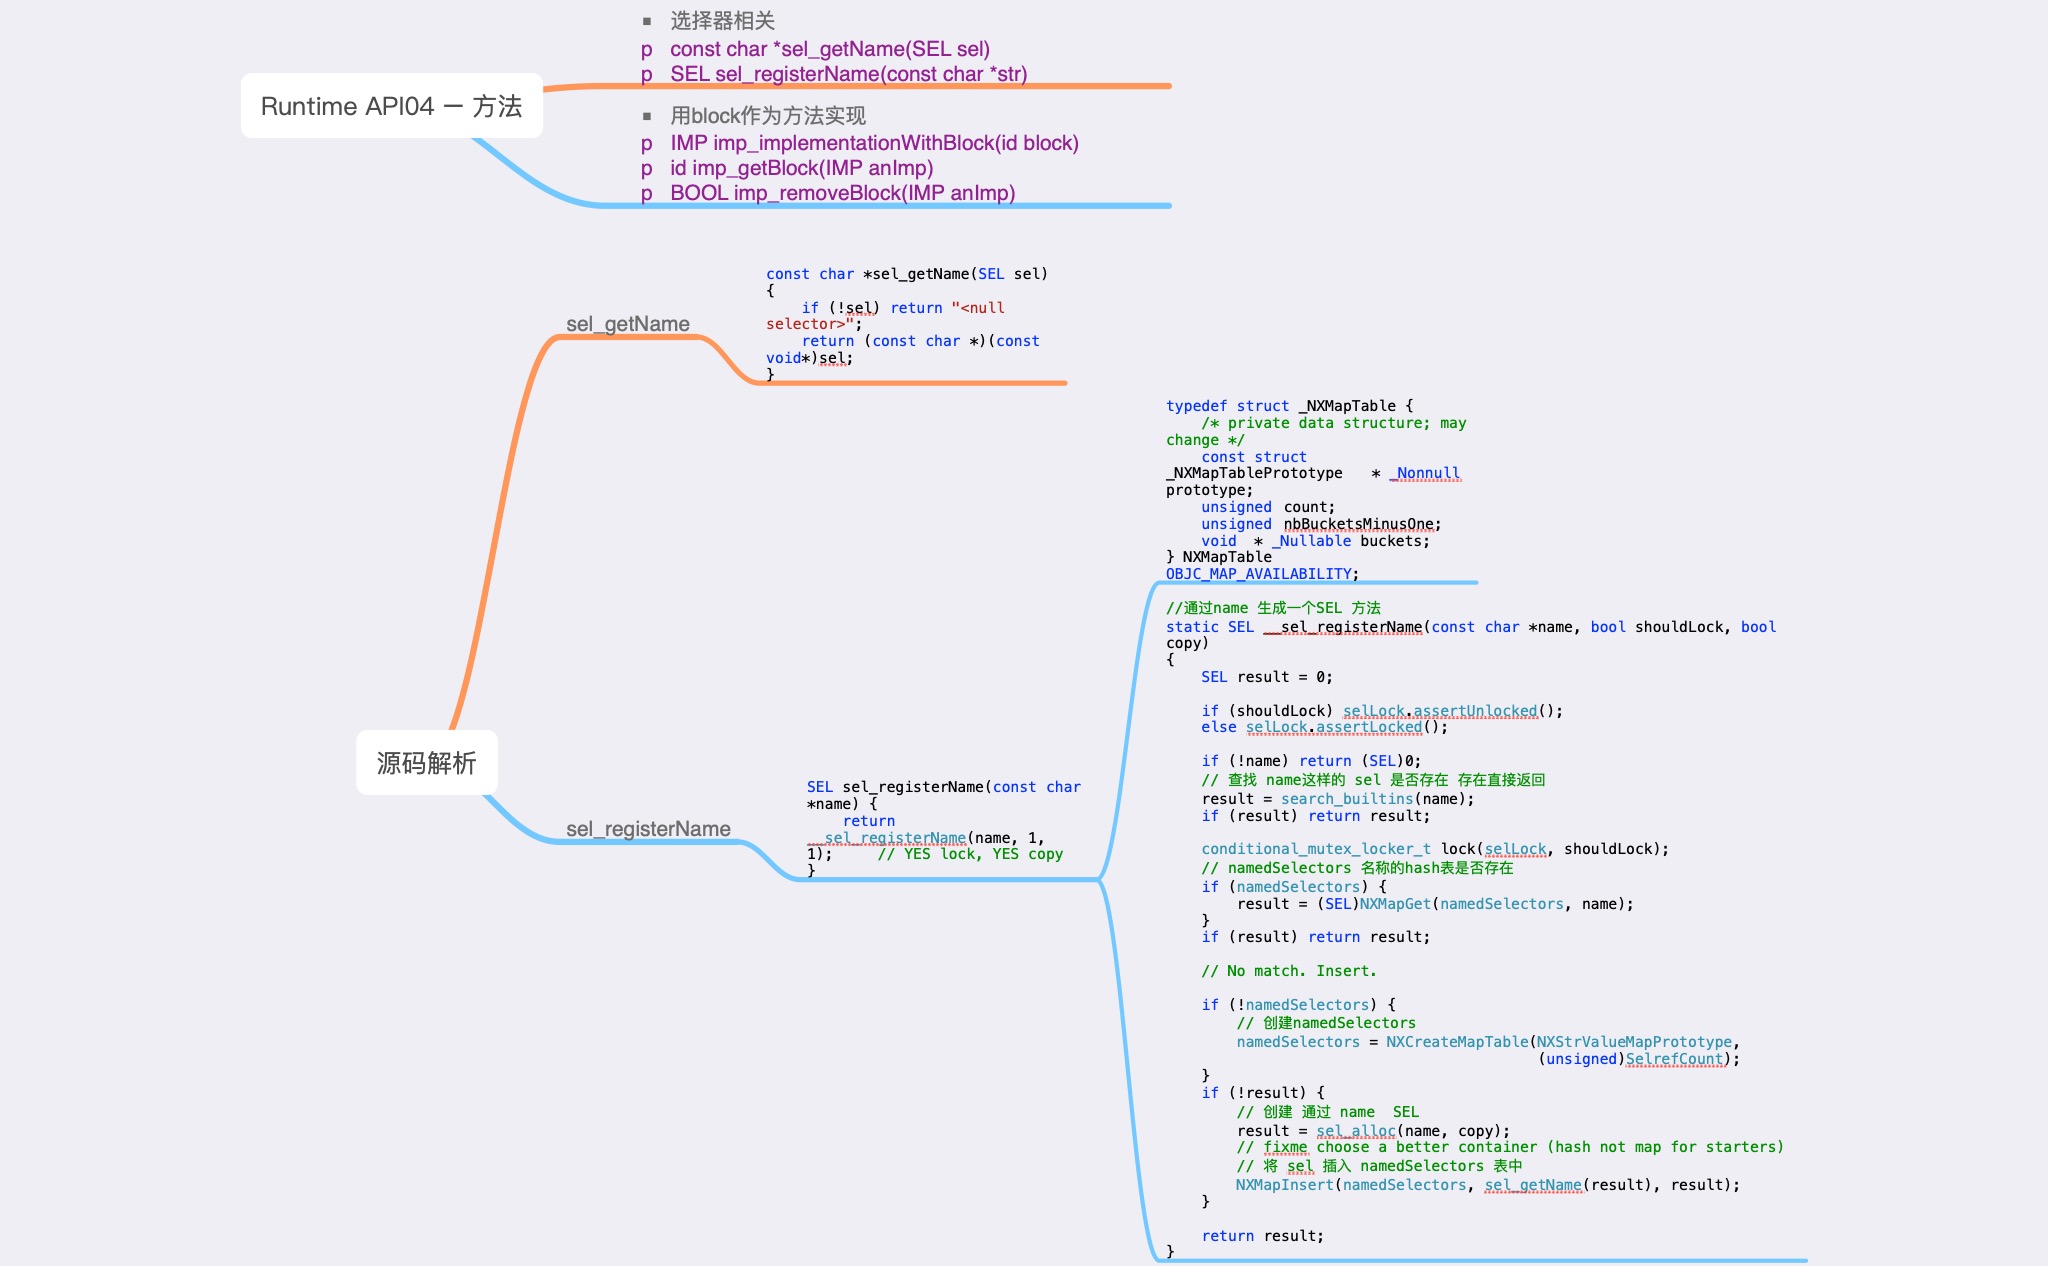 Runtime API04 — 方法
▪ 选择器相关
p const char *sel_getName(SEL sel)
p SEL sel_registerName(const char *str)
▪ 用block作为方法实现
p IMP imp_implementationWithBlock(id block)
p id imp_getBlock(IMP anImp)
p BOOL imp_removeBlock(IMP anImp)
源码解析
sel_getName
const char *sel_getName(SEL sel)
{
    if (!sel) return "<null
selector>";
    return (const char *)(const
void*)sel;
}
sel_registerName
SEL sel_registerName(const char
*name) {
    return
__sel_registerName(name, 1,
1);     // YES lock, YES copy
}
typedef struct _NXMapTable {
    /* private data structure; may
change */
    const struct
_NXMapTablePrototype   * _Nonnull
prototype;
    unsigned count;
    unsigned nbBucketsMinusOne;
    void  * _Nullable buckets;
} NXMapTable
OBJC_MAP_AVAILABILITY;
//通过name 生成一个SEL 方法
static SEL __sel_registerName(const char *name, bool shouldLock, bool
copy)
{
    SEL result = 0;
    if (shouldLock) selLock.assertUnlocked();
    else selLock.assertLocked();
    if (!name) return (SEL)0;
    // 查找 name这样的 sel 是否存在 存在直接返回
    result = search_builtins(name);
    if (result) return result;
    conditional_mutex_locker_t lock(selLock, shouldLock);
    // namedSelectors 名称的hash表是否存在
    if (namedSelectors) {
        result = (SEL)NXMapGet(namedSelectors, name);
    }
    if (result) return result;
    // No match. Insert.
    if (!namedSelectors) {
        // 创建namedSelectors
        namedSelectors = NXCreateMapTable(NXStrValueMapPrototype,
                                          (unsigned)SelrefCount);
    }
    if (!result) {
        // 创建 通过 name  SEL
        result = sel_alloc(name, copy);
        // fixme choose a better container (hash not map for starters)
        // 将 sel 插入 namedSelectors 表中
        NXMapInsert(namedSelectors, sel_getName(result), result);
    }
    return result;
}